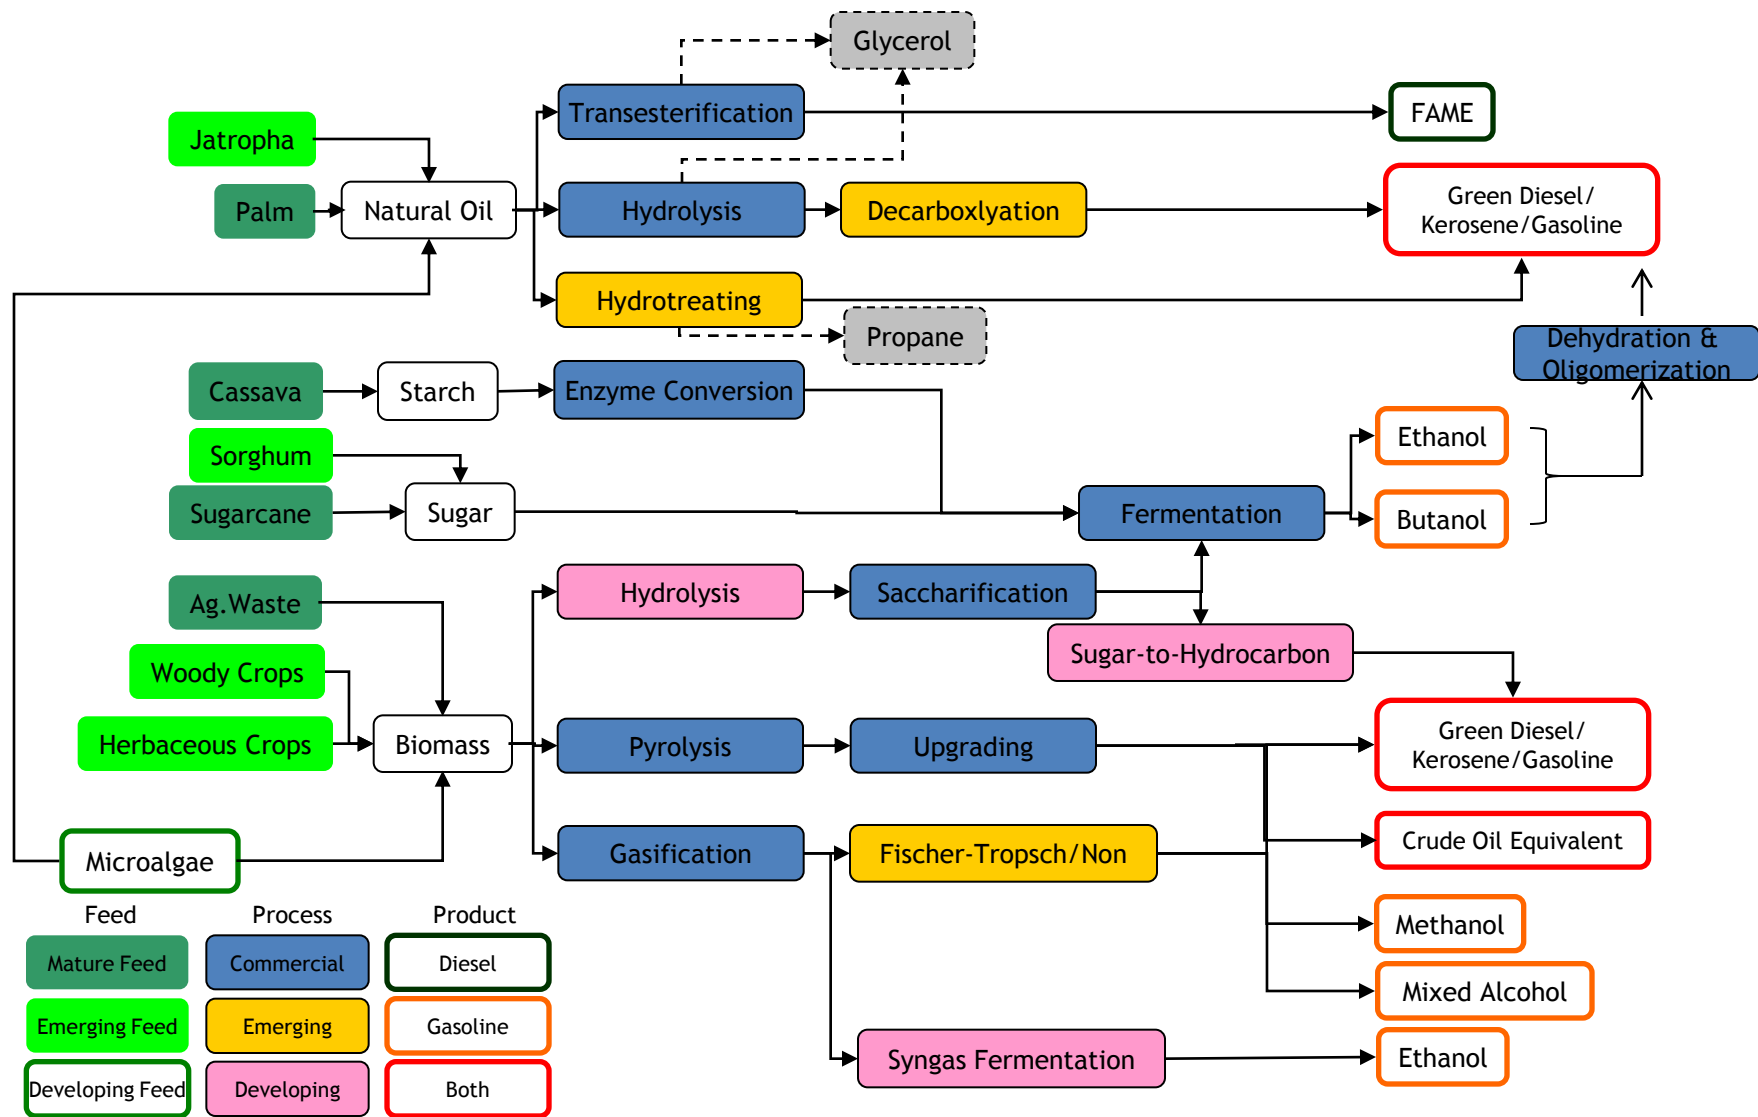 Glycerol
Transesterification
FAME
Jatropha
Palm
Natural Oil
Hydrolysis
Decarboxlyation
Green Diesel/
Kerosene/Gasoline
Hydrotreating
Propane
Dehydration &
Oligomerization
Cassava
Starch
Enzyme Conversion
Ethanol
Sorghum
Sugarcane
Sugar
Fermentation
Butanol
Ag.Waste
Hydrolysis
Saccharification
Woody Crops
Sugar-to-Hydrocarbon
Herbaceous Crops
Biomass
Pyrolysis
Upgrading
Green Diesel/
Kerosene/Gasoline
Microalgae
Gasification
Fischer-Tropsch/Non
Crude Oil Equivalent
Methanol
Mixed Alcohol
Syngas Fermentation
Ethanol
Feed
Process
Product
Mature Feed
Commercial
Diesel
Emerging Feed
Emerging
Gasoline
Developing Feed
Developing
Both